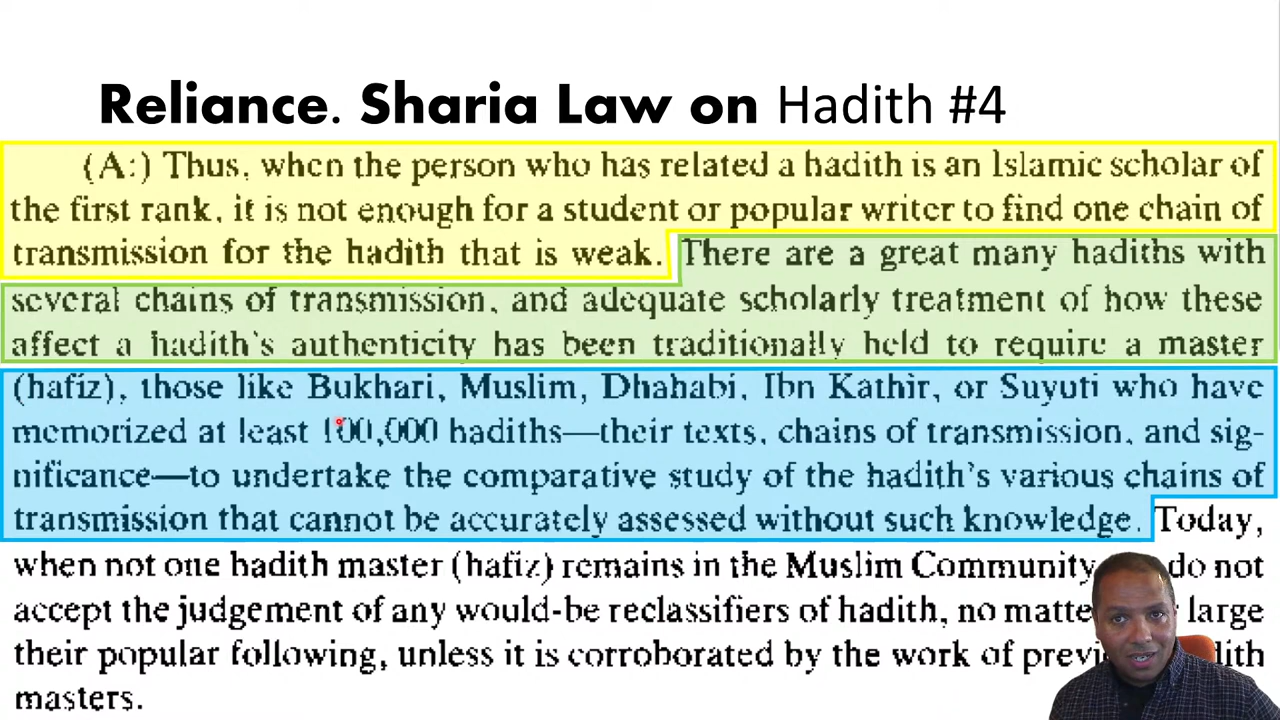 Reliance. Sharia Law on Hadith #4
(A:) Thus, when the person who has related a hadith is an Islamic scholar of
the first rank, it is not enough for a student or popular writer to find one chain of
transmission for the hadith that is weak. There are a great many hadiths with
several chains of transmission, and adequate scholarly treatment of how these
affect a hadith's authenticity has been traditionally held to require a master
(hafiz), those like Bukhari, Muslim, Dhahabi, Ibn Kathir, or Suyuti who have
memorized at least 100,000 hadiths—their texts, chains of transmission, and sig-
nificance—to undertake the comparative study of the hadith's various chains of
transmission that cannot be accurately assessed without such knowledge. Today,
when not one hadith master (hafiz) remains in the Muslim Community do not
accept the judgement of any would-be reclassifiers of hadith, no large
their popular following, unless it is corroborated by the work of
masters.